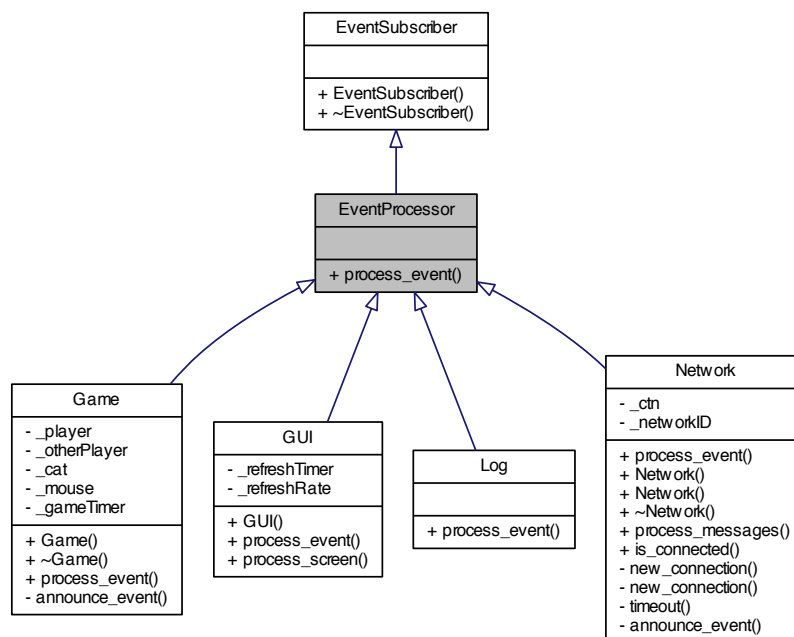 EventSubscriber
+ EventSubscriber()
+ ~EventSubscriber()
EventProcessor
+ process_event()
Game
- _player
- _otherPlayer
- _cat
- _mouse
- _gameTimer
+ Game()
+ ~Game()
+ process_event()
- announce_event()
GUI
- _refreshTimer
- _refreshRate
+ GUI()
+ process_event()
+ process_screen()
Log
+ process_event()
Network
- _ctn
- _networkID
+ process_event()
+ Network()
+ Network()
+ ~Network()
+ process_messages()
+ is_connected()
- new_connection()
- new_connection()
- timeout()
- announce_event()